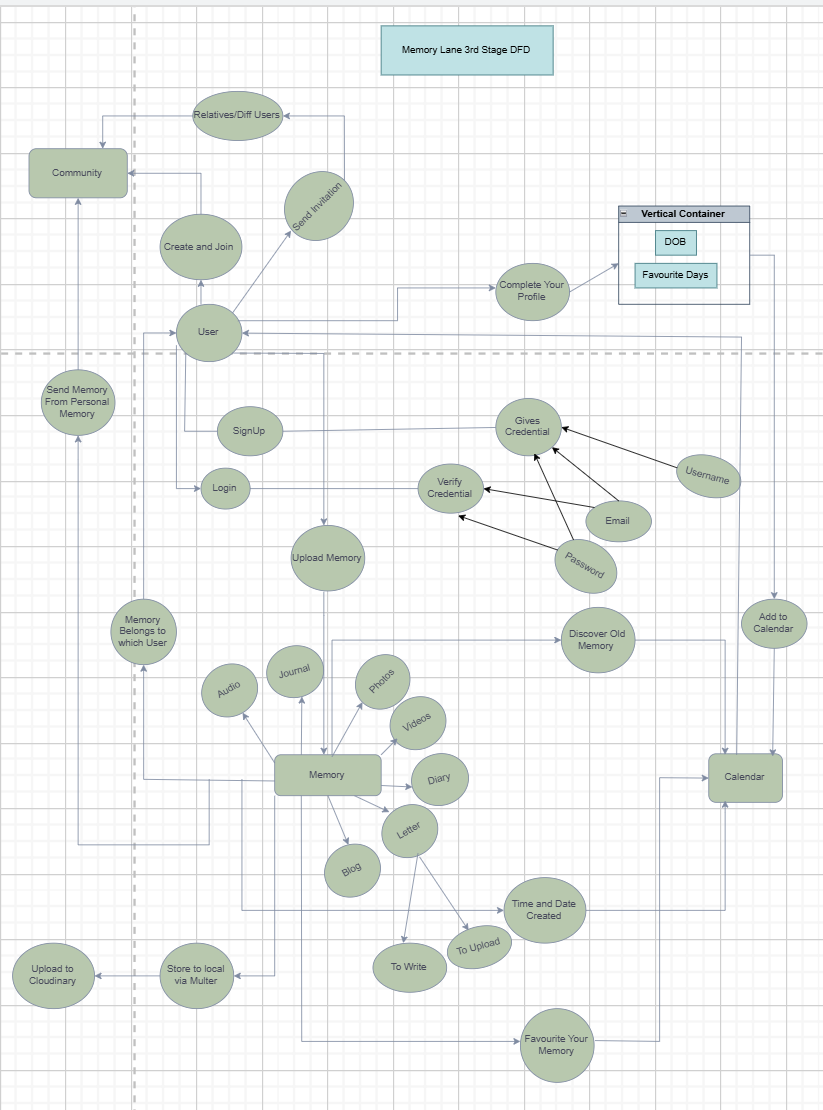 Memory Lane 3rd Stage DFD
Relatives/Diff Users
Community
Send Invitation
Vertical Container
DOB
Favourite Days
Create and Join
Complete Your
Profile
User
Send Memory
From Personal
Memory
SignUp
Gives
Credential
Username
Login
Verify
Credential
Email
Upload Memory
Password
Memory
Belongs to
which User
Add to
Calendar
Discover Old
Memory
Audio
Journal
Photos
Videos
Memory
Diary
Calendar
Letter
Blog
Time and Date
Created
To Upload
To Write
Upload to
Cloudinary
Store to local
via Multer
Favourite Your
Memory